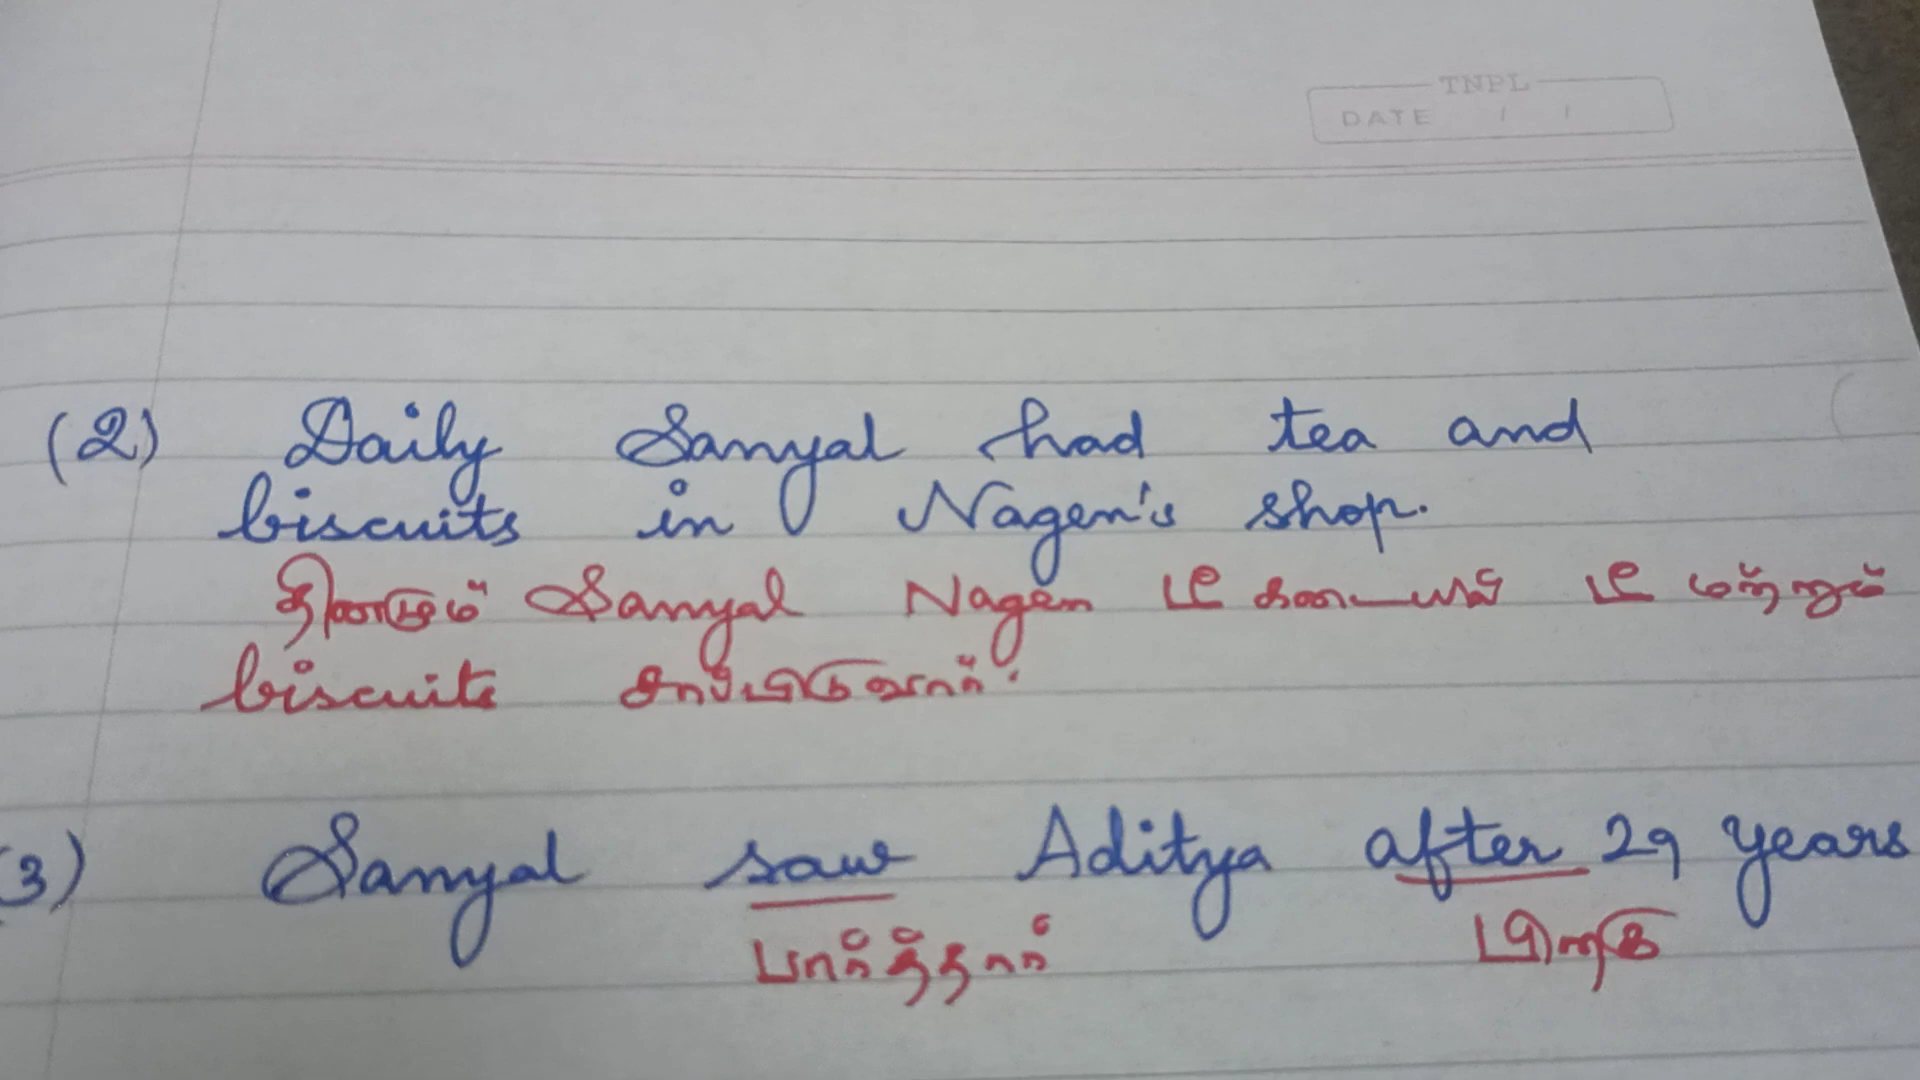 TNPL
DATE / /
(2) Daily Sanyal had tea and
biscuits in Nagen's shop.
தினமும் Sanyal Nagen டீ கடையில் டீ மற்றும்
biscuits சாப்பிடுவார்.
(3) Sanyal saw Aditya after 29 years
பார்த்தார் பிறகு